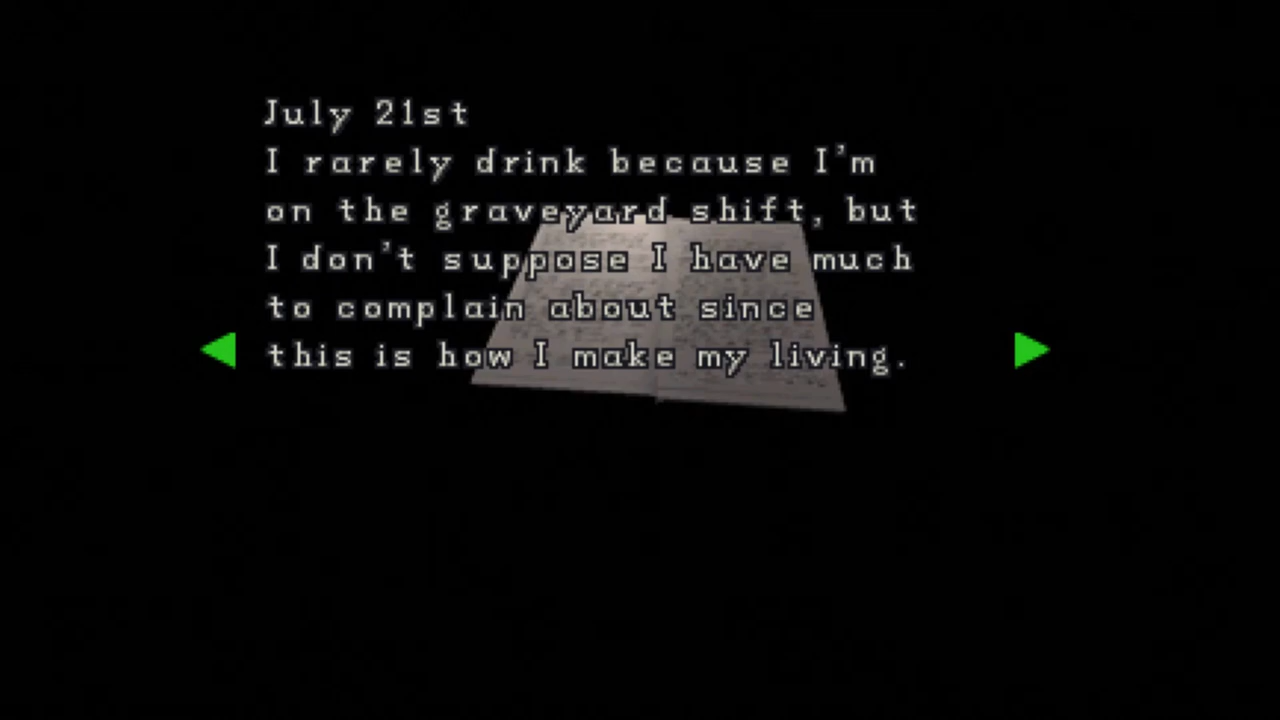 July 21st
I rarely drink because I'm
on the graveyard shift, but
I don't suppose I have much
to complain about since
this is how I make my living.